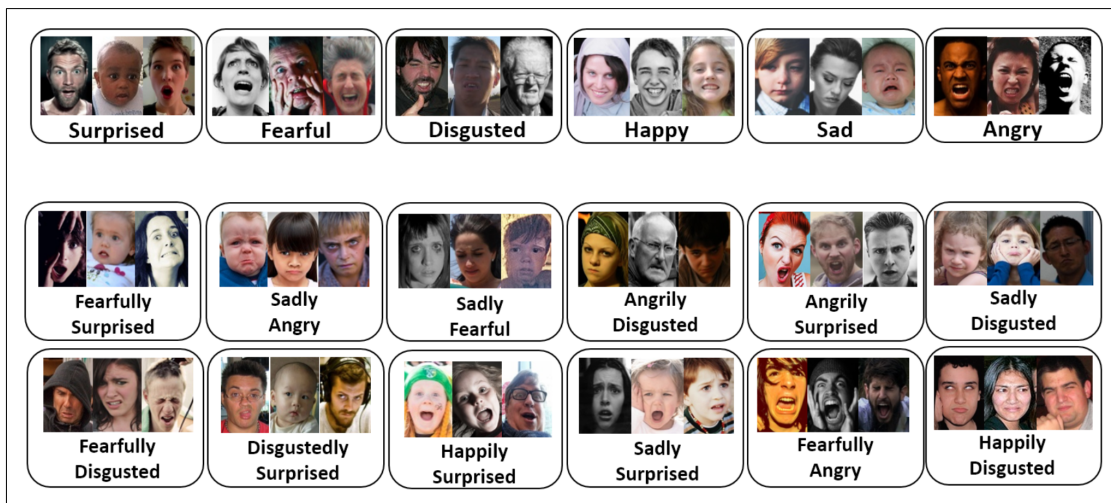 Surprised
Fearful
Disgusted
Happy
Sad
Angry
Fearfully
Surprised
Sadly
Angry
Sadly
Fearful
Angrily
Disgusted
Angrily
Surprised
Sadly
Disgusted
Fearfully
Disgusted
Disgustedly
Surprised
Happily
Surprised
Sadly
Surprised
Fearfully
Angry
Happily
Disgusted